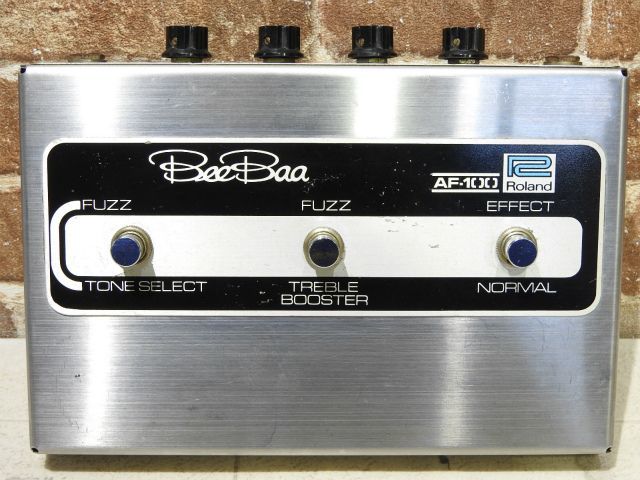 BeeBaa
AF-100
Roland
FUZZ
FUZZ
EFFECT
TONE SELECT
TREBLE
BOOSTER
NORMAL